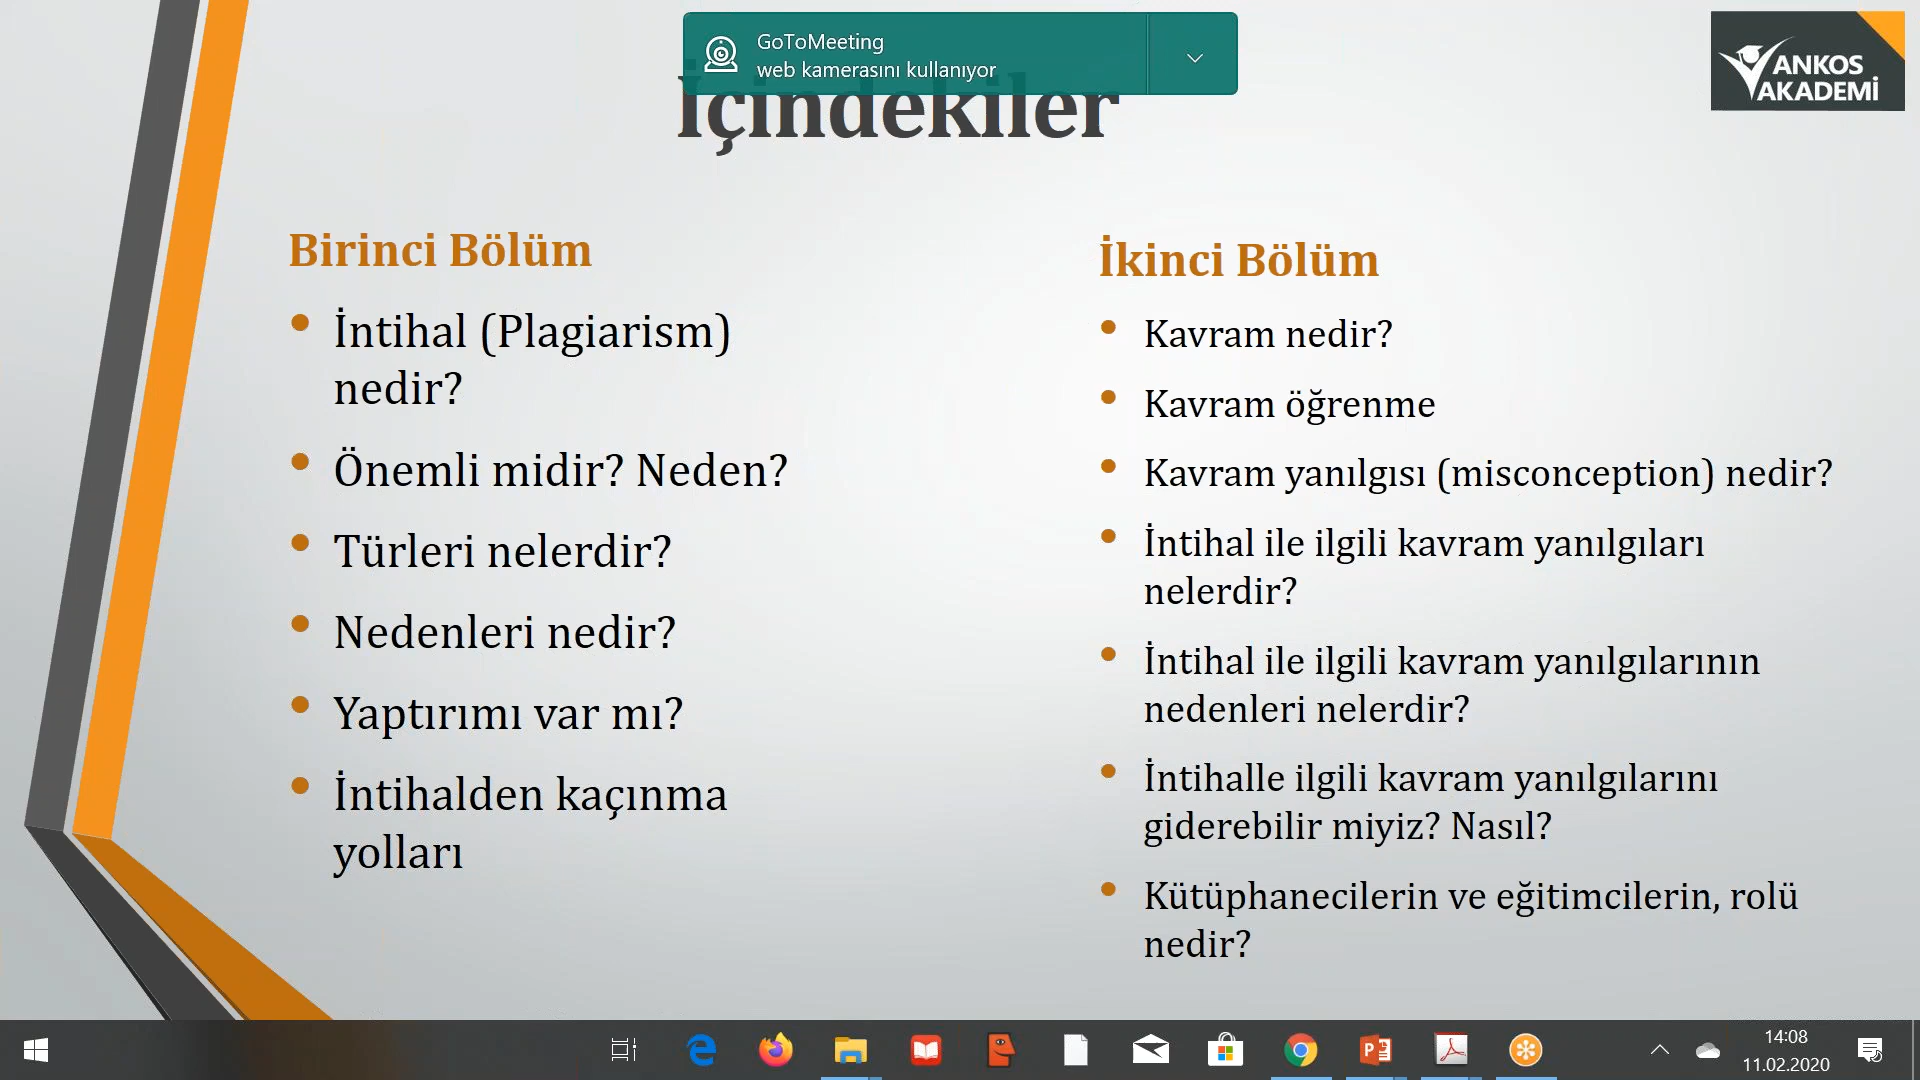 GoToMeeting
web kamerasını kullanıyor
İçindekiler
ANKOS
AKADEMİ
Birinci Bölüm
İntihal (Plagiarism)
nedir?
Önemli midir? Neden?
Türleri nelerdir?
Nedenleri nedir?
Yaptırımı var mı?
İntihalden kaçınma
yolları
İkinci Bölüm
Kavram nedir?
Kavram öğrenme
Kavram yanılgısı (misconception) nedir?
İntihal ile ilgili kavram yanılgıları
nelerdir?
İntihal ile ilgili kavram yanılgılarının
nedenleri nelerdir?
İntihalle ilgili kavram yanılgılarını
giderebilir miyiz? Nasıl?
Kütüphanecilerin ve eğitimcilerin, rolü
nedir?
14:08
11.02.2020